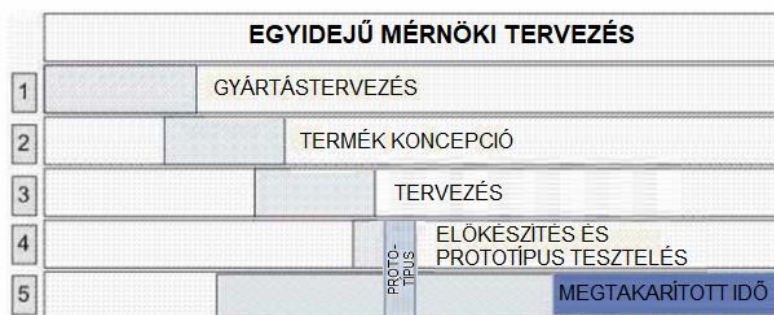 EGYIDEJŰ MÉRNÖKI TERVEZÉS
1 GYÁRTÁSTERVEZÉS
2 TERMÉK KONCEPCIÓ
3 TERVEZÉS
4 ELŐKÉSZÍTÉS ÉS
PROTOTÍPUS TESZTELÉS
PROTO-
TÍPUS
5 MEGTAKARÍTOTT IDŐ